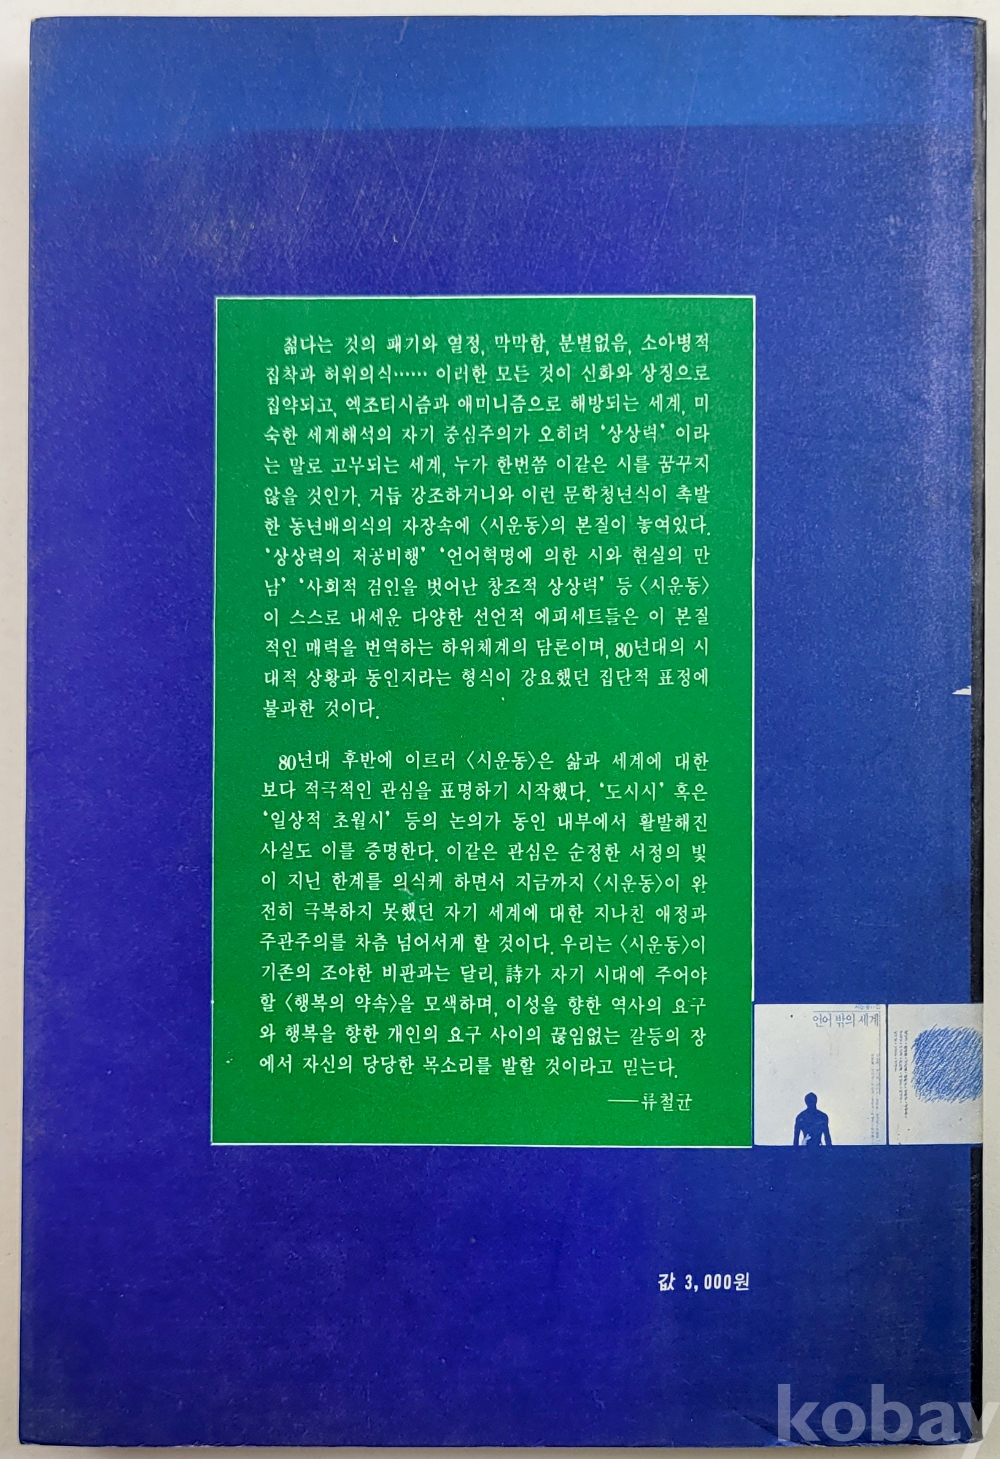 젊다는 것의 패기와 열정, 막막함, 분별없음, 소아병적
집착과 허위의식…… 이러한 모든 것이 신화와 상징으로
집약되고, 엑조티시즘과 애미니즘으로 해방되는 세계, 미
숙한 세계해석의 자기 중심주의가 오히려 ‘상상력’이라
는 말로 고무되는 세계, 누가 한번쯤 이같은 시를 꿈꾸지
않을 것인가. 거듭 강조하거니와 이런 문학청년식이 촉발
한 동년배의식의 자장속에 〈시운동〉의 본질이 놓여있다.
‘상상력의 저공비행’ ‘언어혁명에 의한 시와 현실의 만
남’ ‘사회적 검인을 벗어난 창조적 상상력’ 등 〈시운동〉
이 스스로 내세운 다양한 선언적 에피세트들은 이 본질
적인 매력을 번역하는 하위체계의 담론이며, 80년대의 시
대적 상황과 동인지라는 형식이 강요했던 집단적 표정에
불과한 것이다.
80년대 후반에 이르러 〈시운동〉은 삶과 세계에 대한
보다 적극적인 관심을 표명하기 시작했다. ‘도시시’ 혹은
‘일상적 초월시’ 등의 논의가 동인 내부에서 활발해진
사실도 이를 증명한다. 이같은 관심은 순정한 서정의 빛
이 지닌 한계를 의식케 하면서 지금까지 〈시운동〉이 완
전히 극복하지 못했던 자기 세계에 대한 지나친 애정과
주관주의를 차츰 넘어서게 할 것이다. 우리는 〈시운동〉이
기존의 조야한 비판과는 달리, 詩가 자기 시대에 주어야
할 〈행복의 약속〉을 모색하며, 이성을 향한 역사의 요구
와 행복을 향한 개인의 요구 사이의 끊임없는 갈등의 장
에서 자신의 당당한 목소리를 발할 것이라고 믿는다.
──류철균
언어 밖의 세계
값 3,000원
kobay